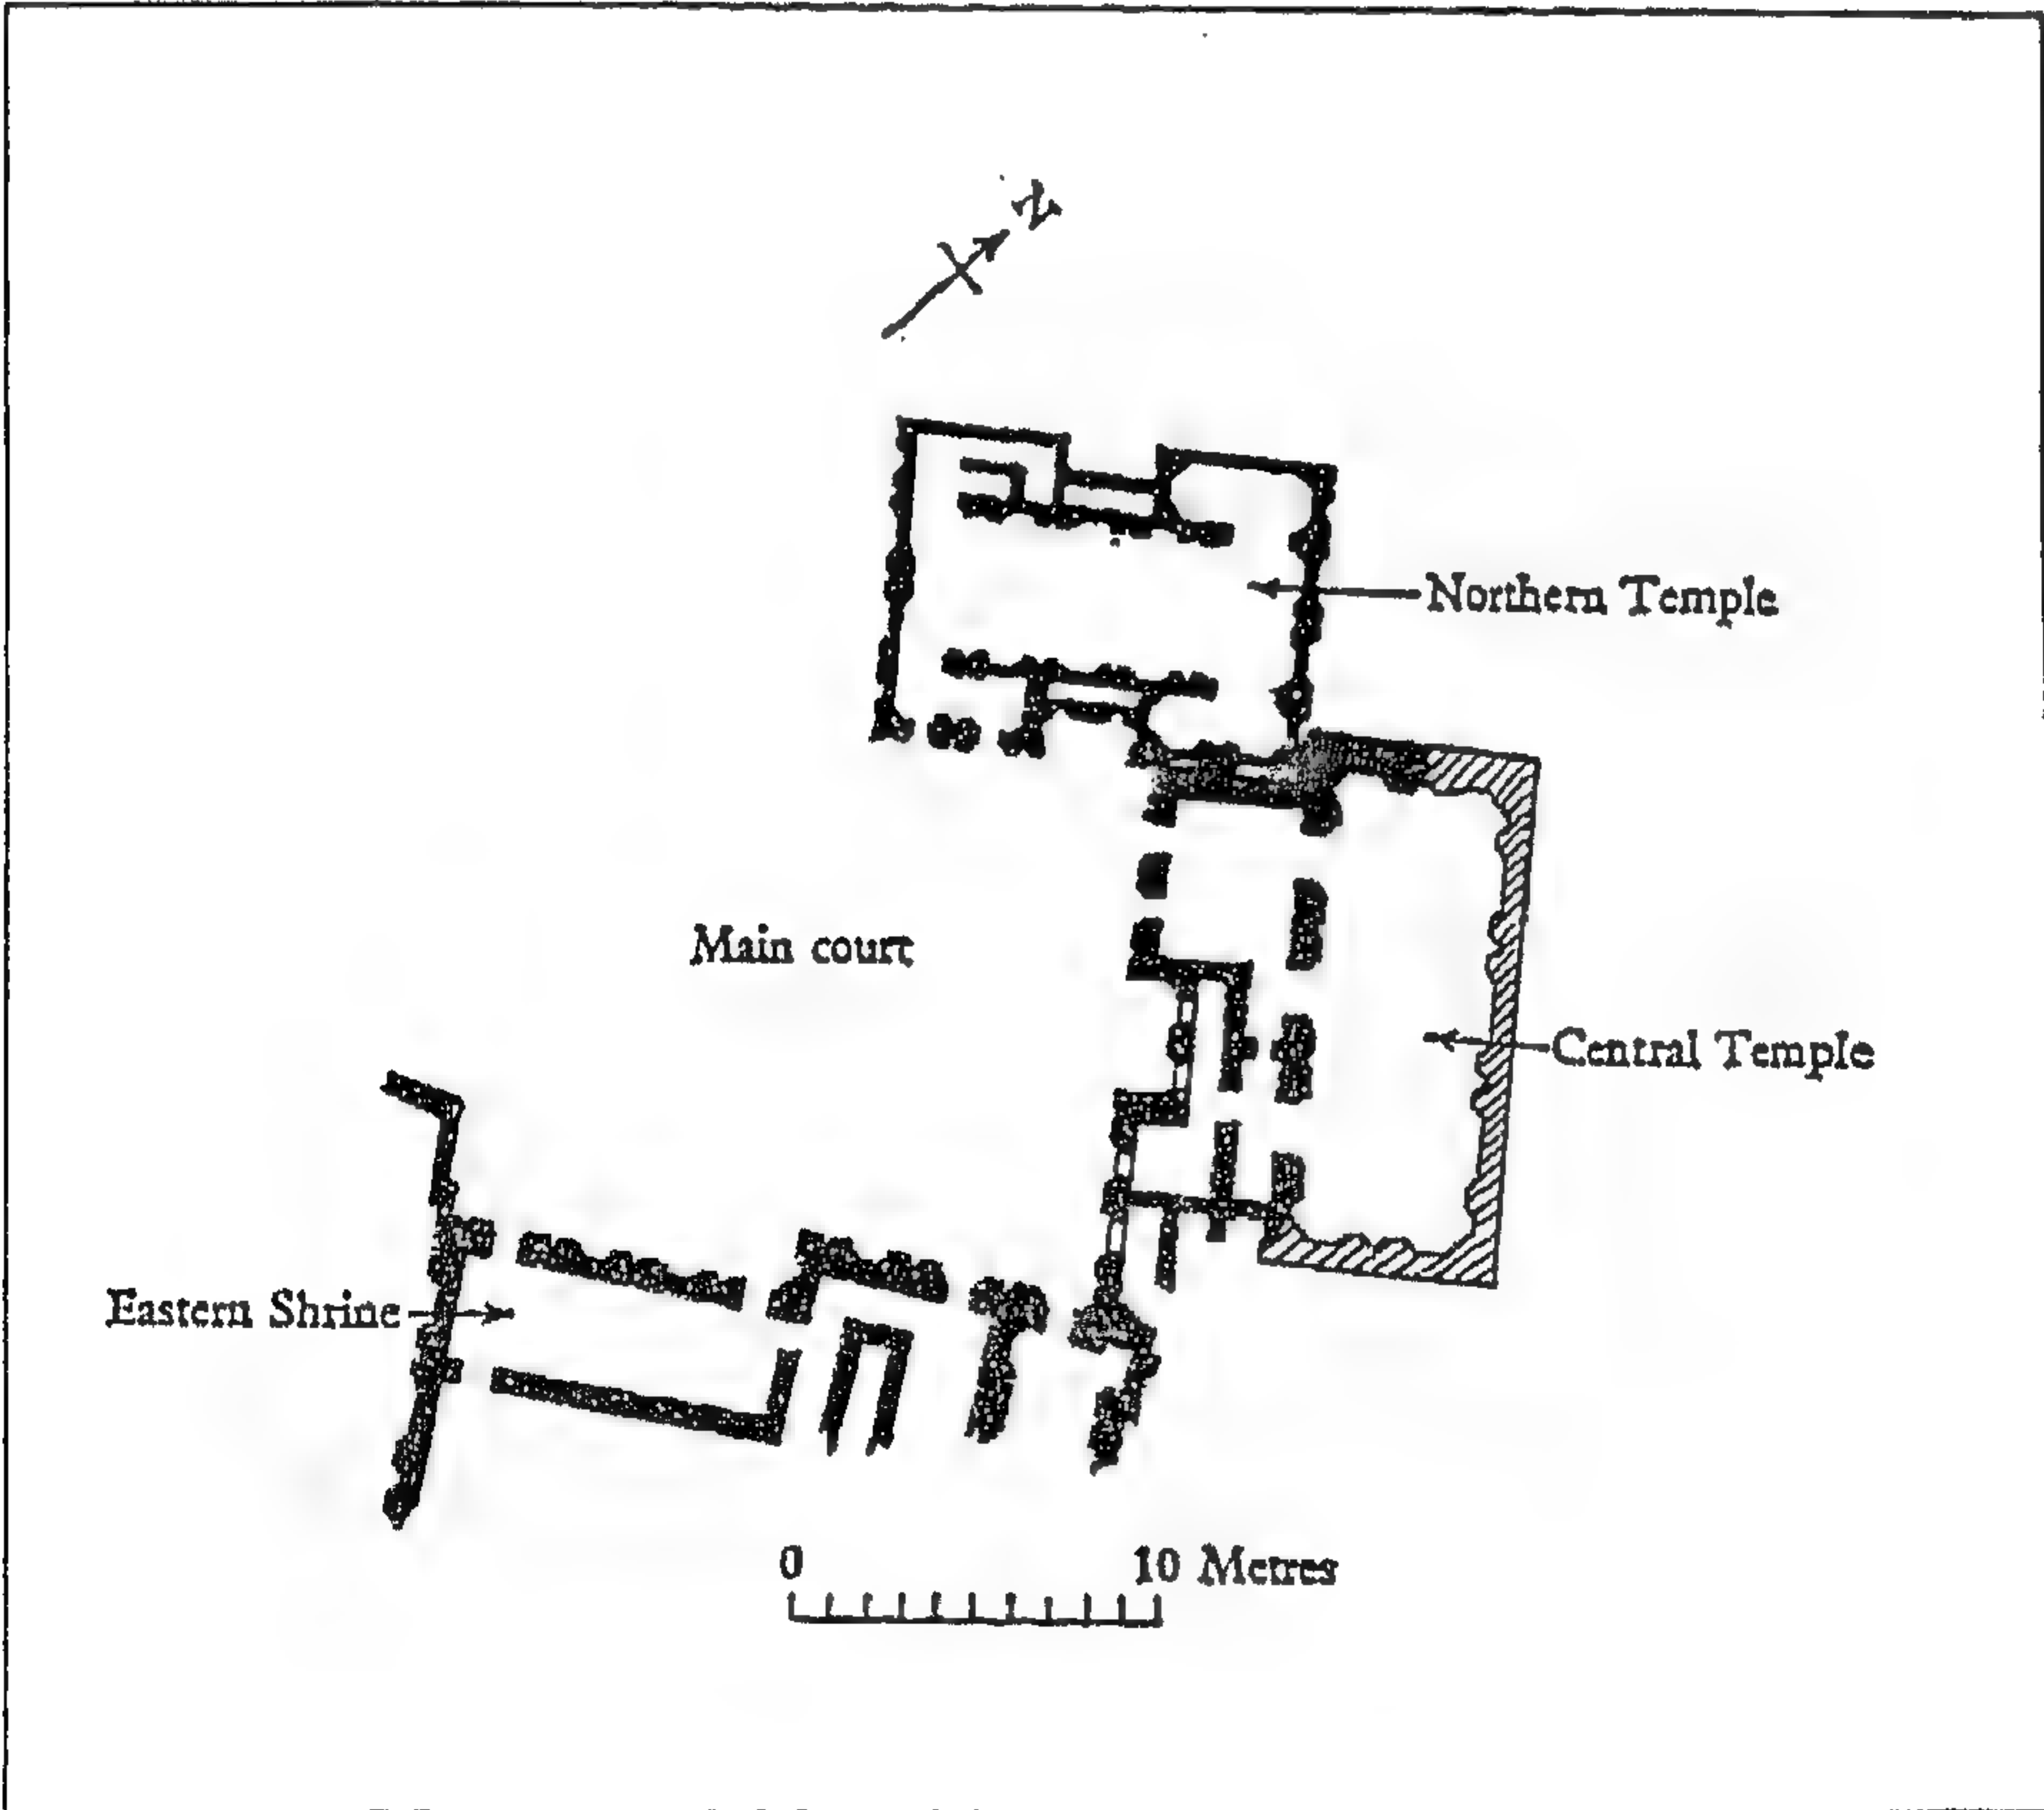 N
Northern Temple
Main court
Central Temple
Eastern Shrine
0 10 Metres